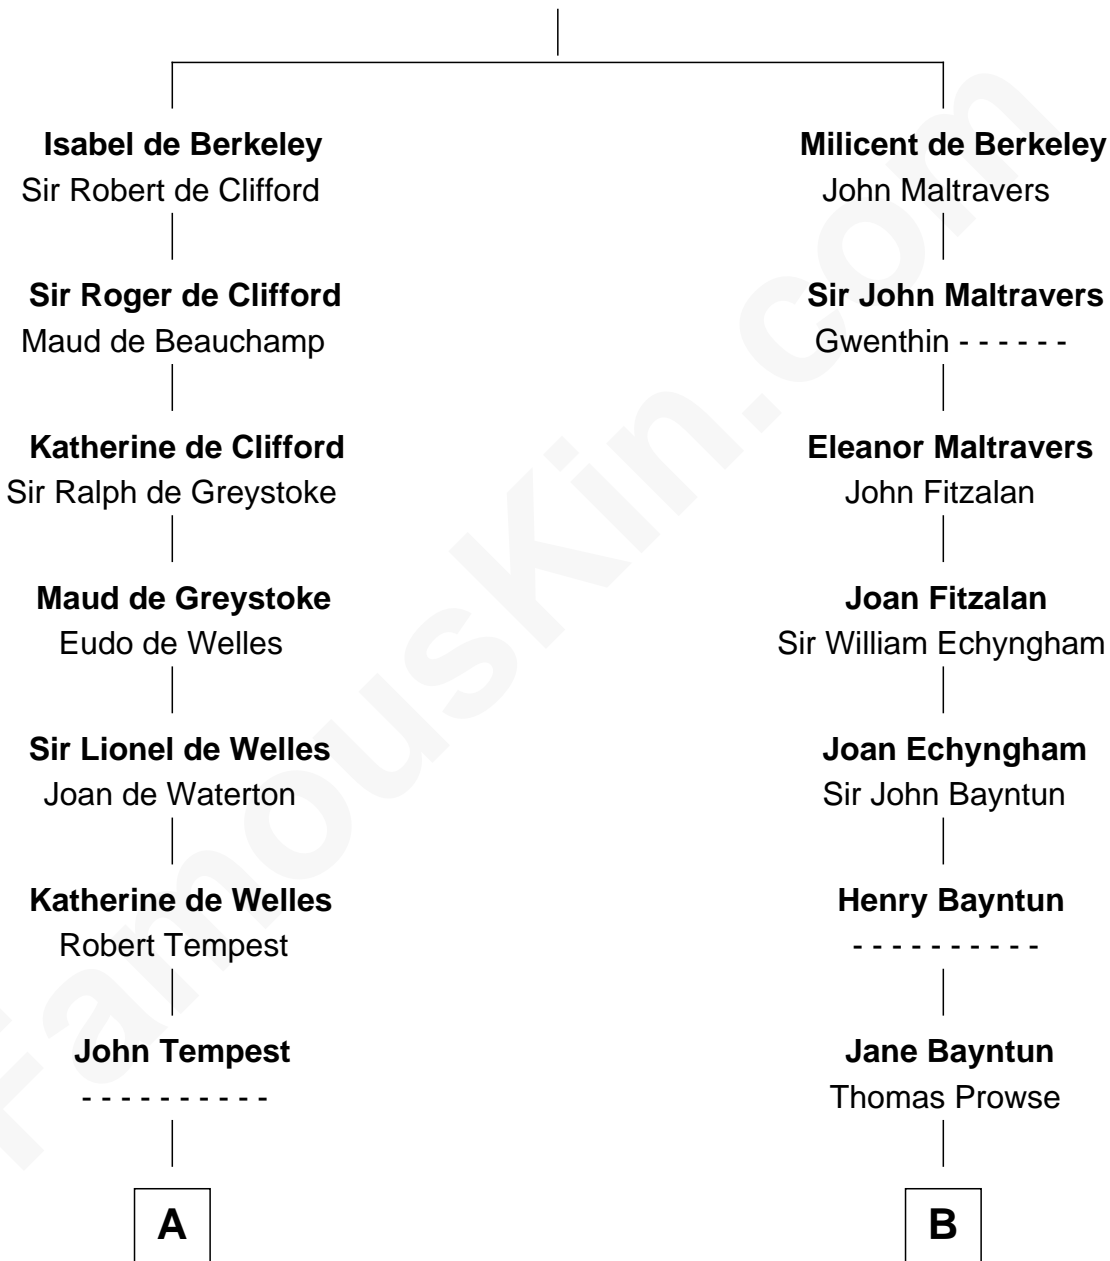 Isabel de Berkeley
Sir Robert de Clifford
Milicent de Berkeley
John Maltravers
Sir Roger de Clifford
Maud de Beauchamp
Sir John Maltravers
Gwenthin - - - - - -
Katherine de Clifford
Sir Ralph de Greystoke
Eleanor Maltravers
John Fitzalan
Maud de Greystoke
Eudo de Welles
Joan Fitzalan
Sir William Echyngham
Sir Lionel de Welles
Joan de Waterton
Joan Echyngham
Sir John Bayntun
Katherine de Welles
Robert Tempest
Henry Bayntun
- - - - - - - - - -
John Tempest
- - - - - - - - - -
Jane Bayntun
Thomas Prowse
A
B
FamousKin.com